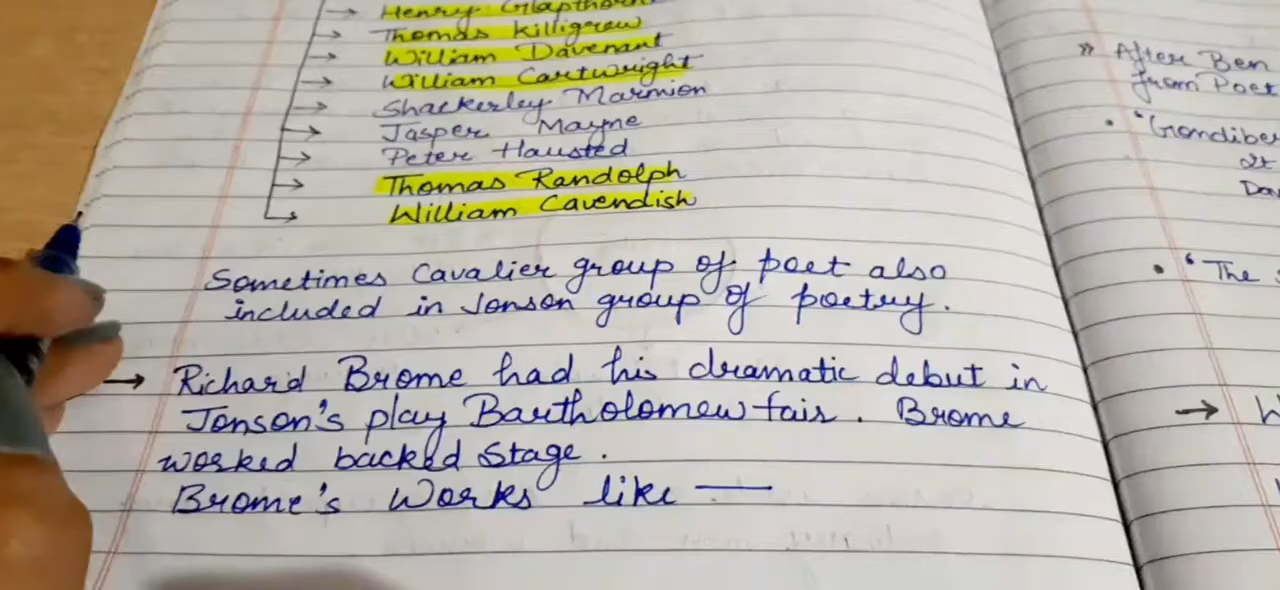 Henry Glapthorn
Thomas Killigrew
William Davenant
William Cartwright
Shackerley Marmion
Jasper Mayne
Peter Hausted
Thomas Randolph
William Cavendish
Sometimes Cavalier group of poet also
included in Jonson group of poetry.
→ Richard Brome had his dramatic debut in
Jonson's play Bartholomew fair. Brome
worked backed stage.
Brome's works like —
» After Ben
from Poet
• "Gondiber
It
Dav
• "The
→